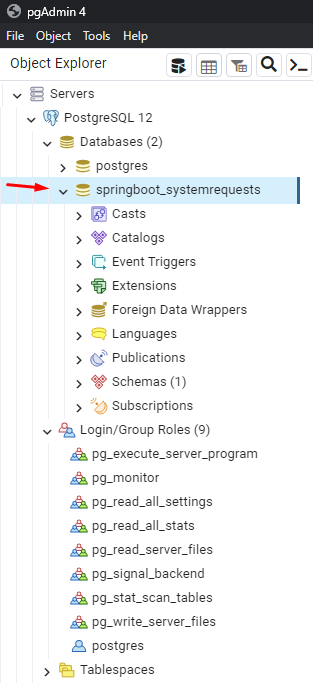 pgAdmin 4
File Object Tools Help
Object Explorer
Servers
PostgreSQL 12
Databases (2)
postgres
springboot_systemrequests
Casts
Catalogs
Event Triggers
Extensions
Foreign Data Wrappers
Languages
Publications
Schemas (1)
Subscriptions
Login/Group Roles (9)
pg_execute_server_program
pg_monitor
pg_read_all_settings
pg_read_all_stats
pg_read_server_files
pg_signal_backend
pg_stat_scan_tables
pg_write_server_files
postgres
Tablespaces